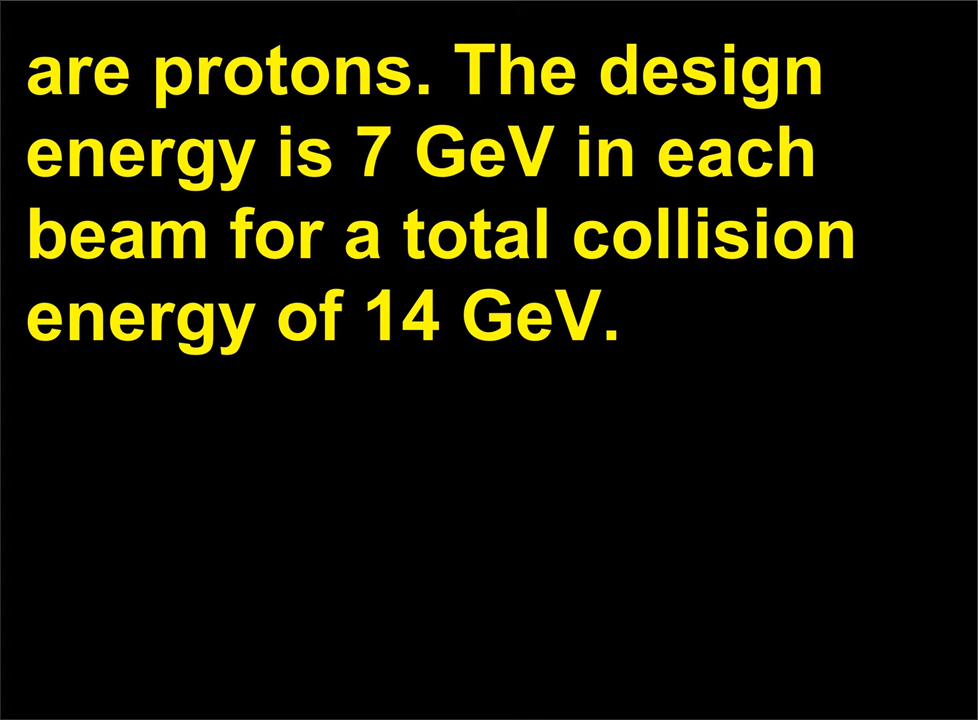 are protons. The design
energy is 7 GeV in each
beam for a total collision
energy of 14 GeV.